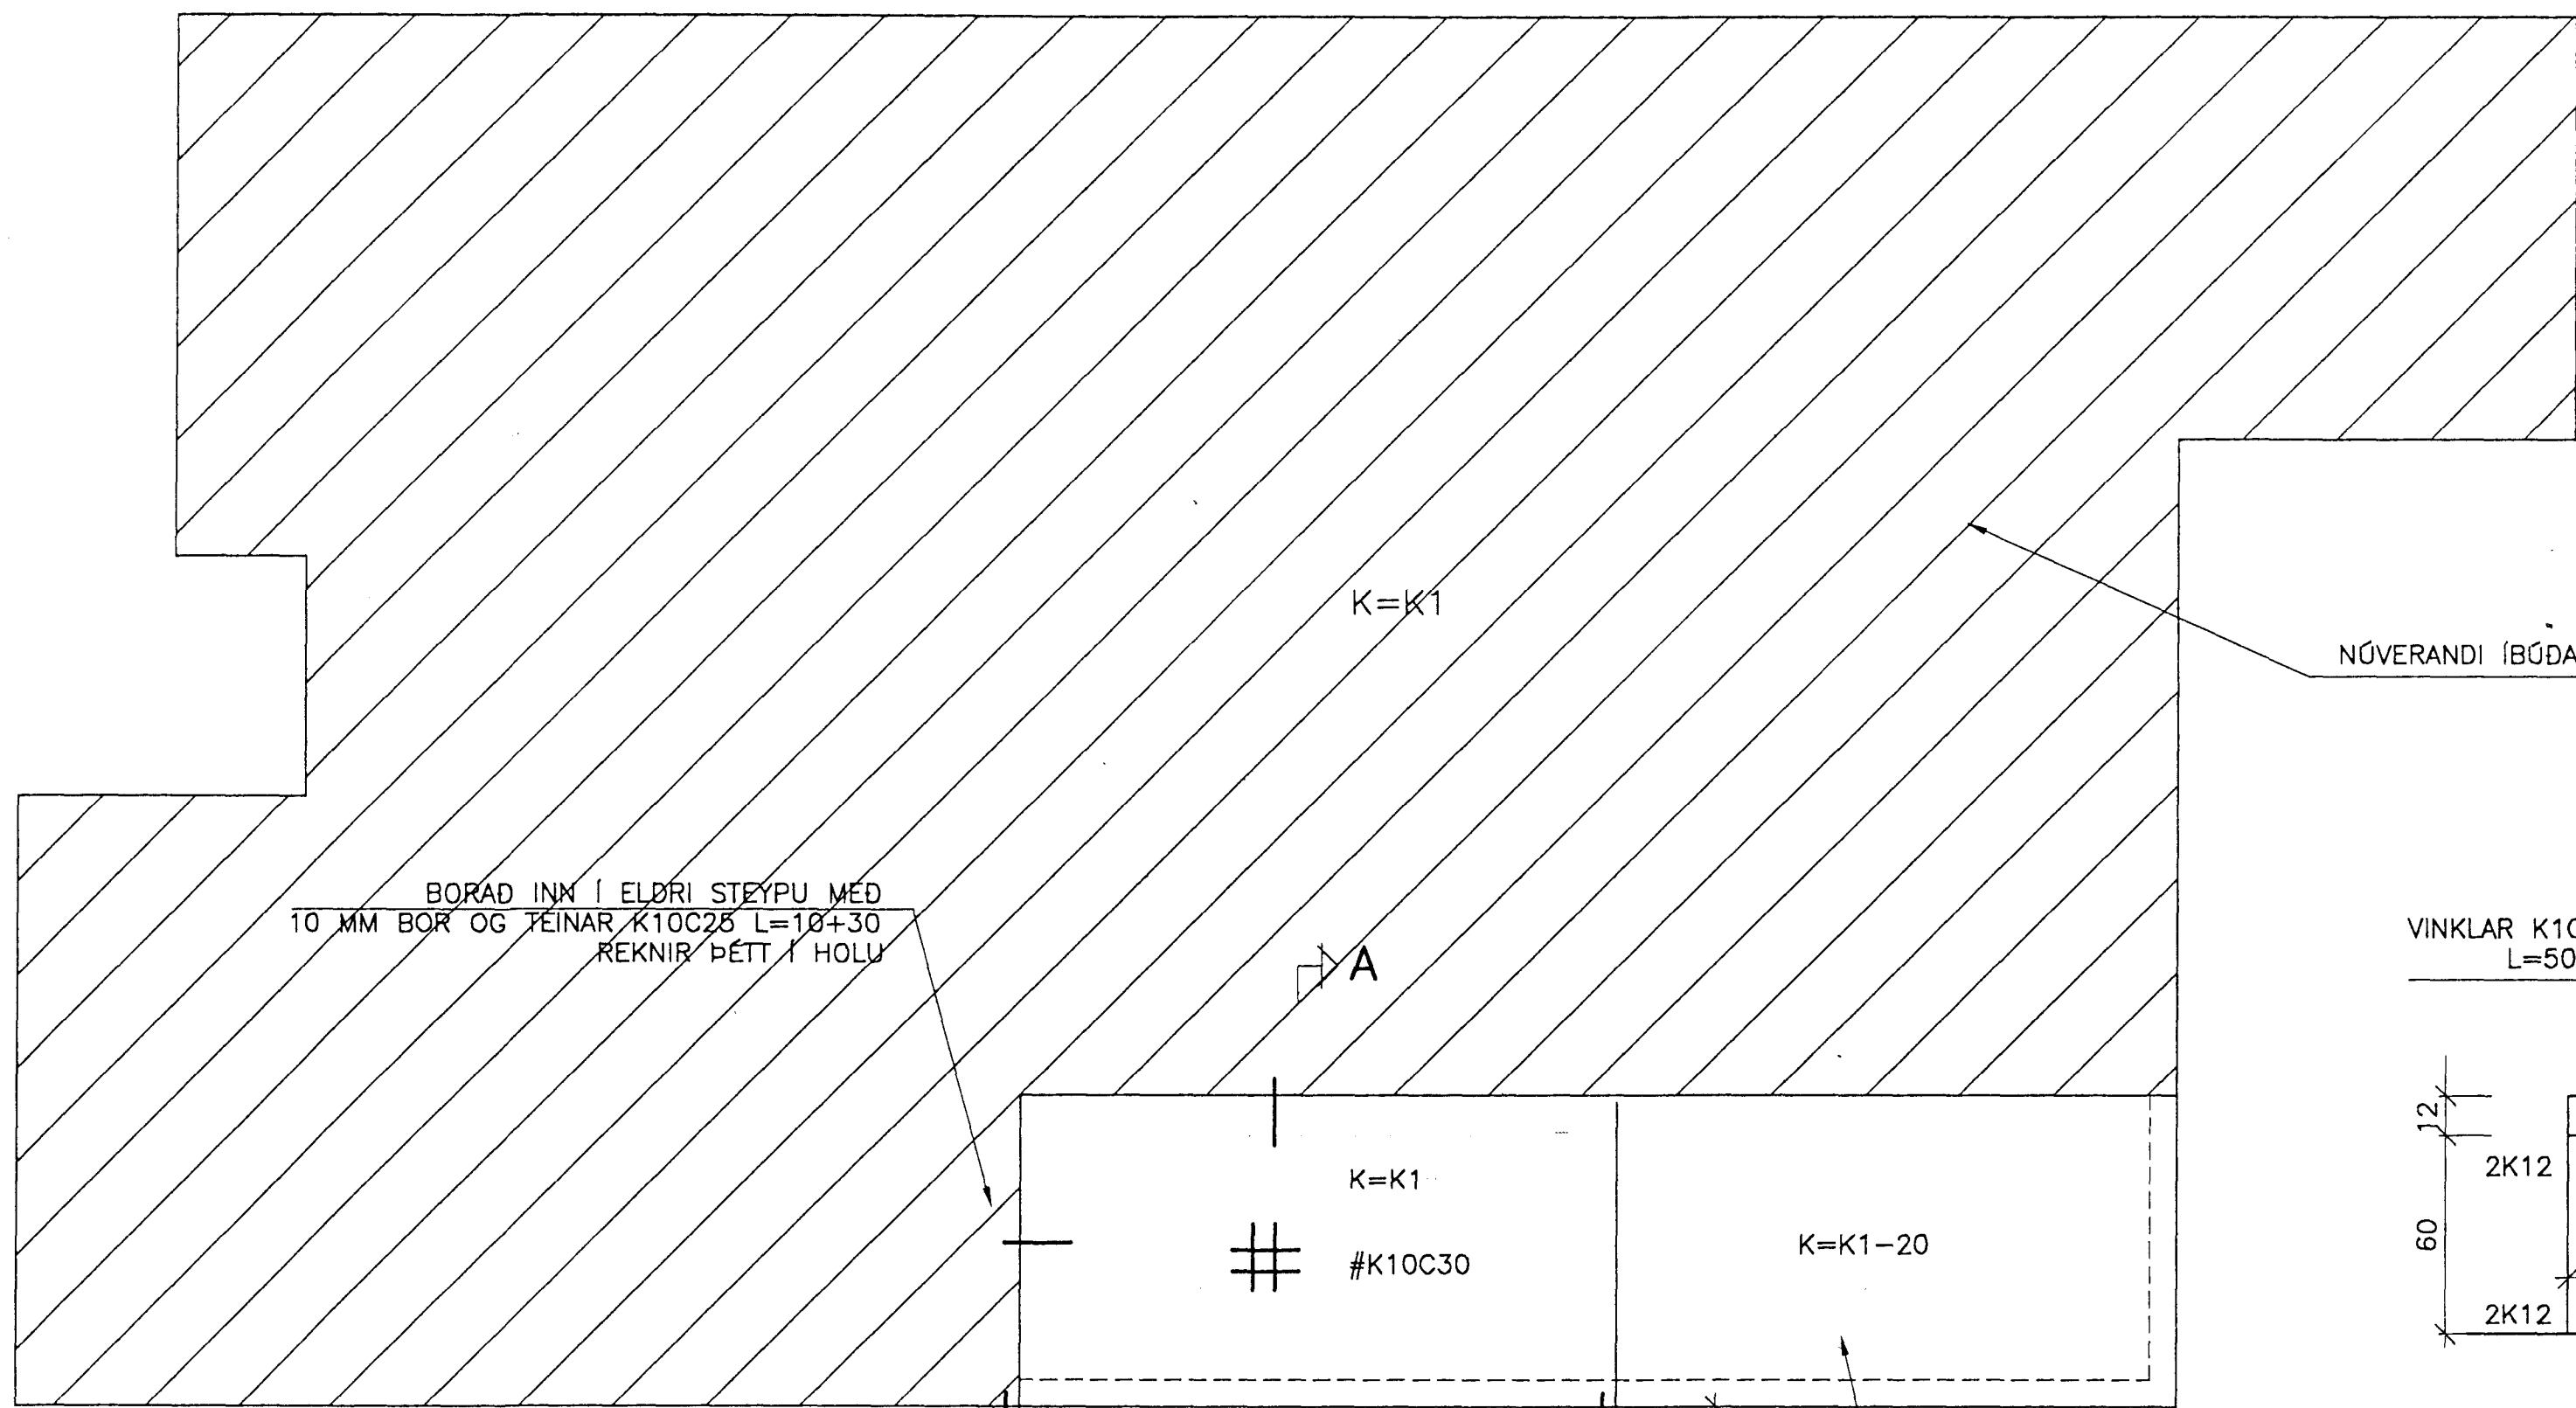 K=K1
NÚVERANDI ÍBÚÐA
BORAÐ INN Í ELDRI STEYPU MEÐ
10 MM BOR OG TEINAR K10C25 L=10+30
REKNIR ÞÉTT Í HOLU
A
VINKLAR K10
L=50
12
K=K1
2K12
K=K1-20
60
#K10C30
2K12